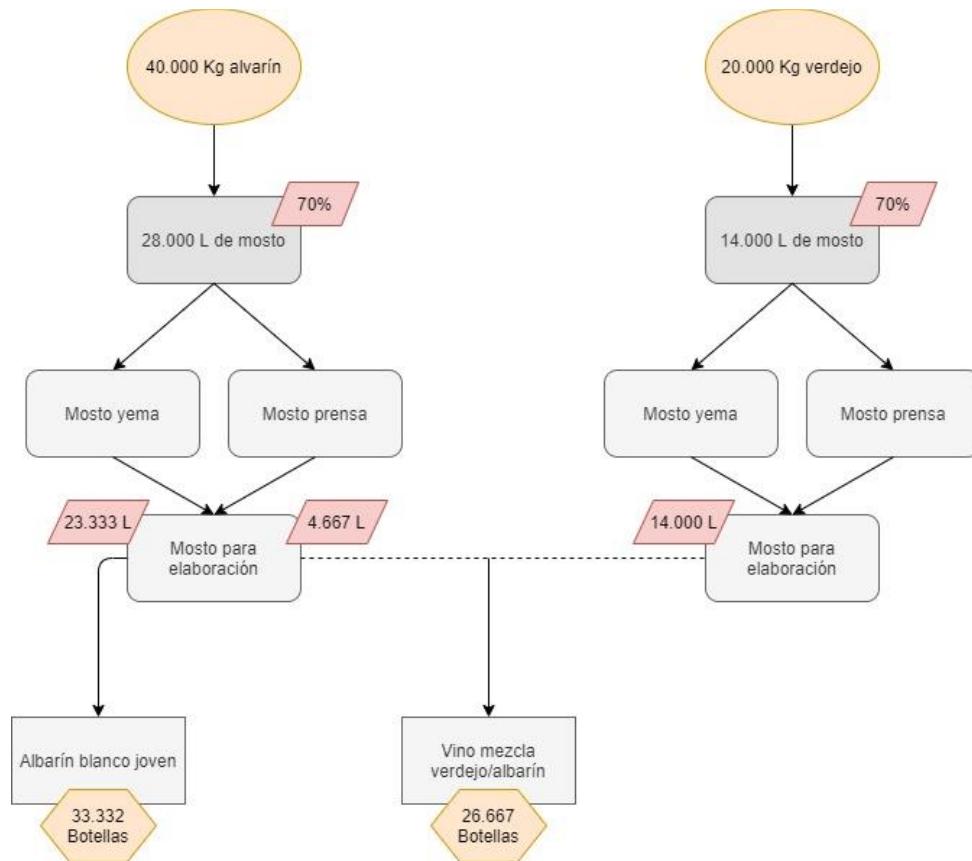 40.000 Kg alvarín
20.000 Kg verdejo
70%
70%
28.000 L de mosto
14.000 L de mosto
Mosto yema
Mosto prensa
Mosto yema
Mosto prensa
23.333 L
4.667 L
14.000 L
Mosto para
elaboración
Mosto para
elaboración
Albarín blanco joven
Vino mezcla
verdejo/albarín
33.332
Botellas
26.667
Botellas